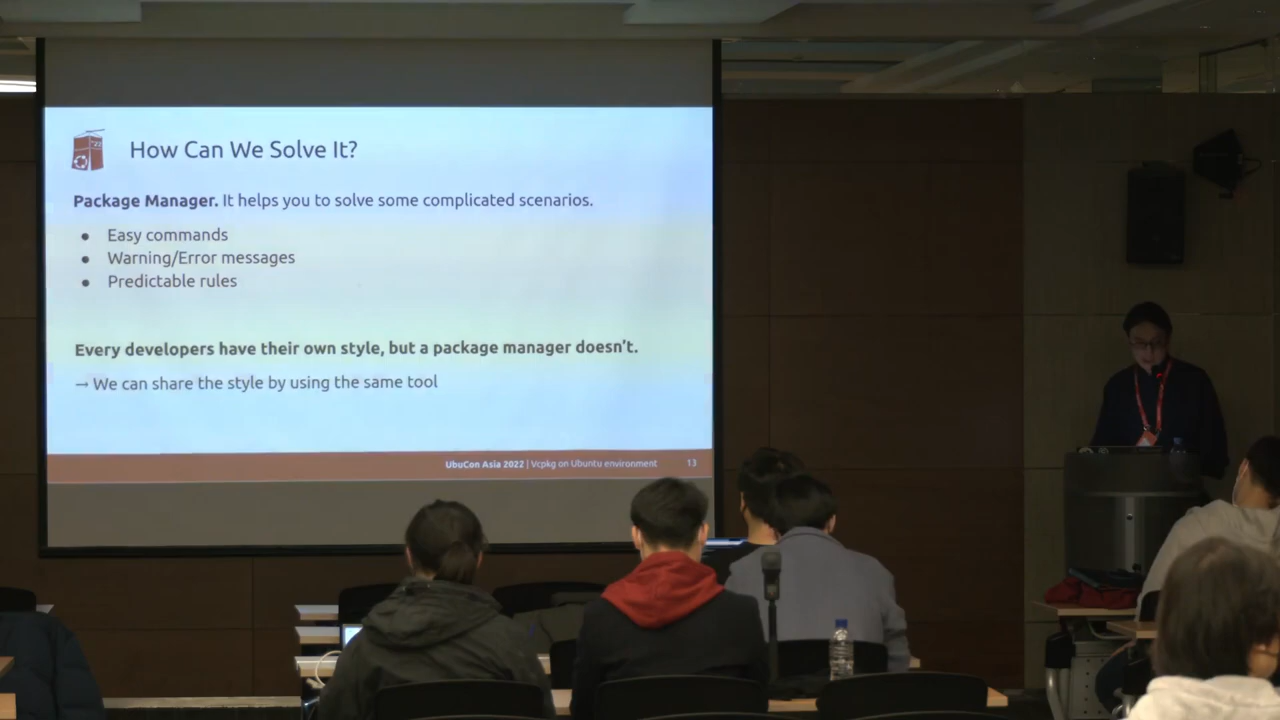 How Can We Solve It?
Package Manager. It helps you to solve some complicated scenarios.
● Easy commands
● Warning/Error messages
● Predictable rules
Every developers have their own style, but a package manager doesn't.
→ We can share the style by using the same tool
UbuCon Asia 2022 | Vcpkg on Ubuntu environment 13